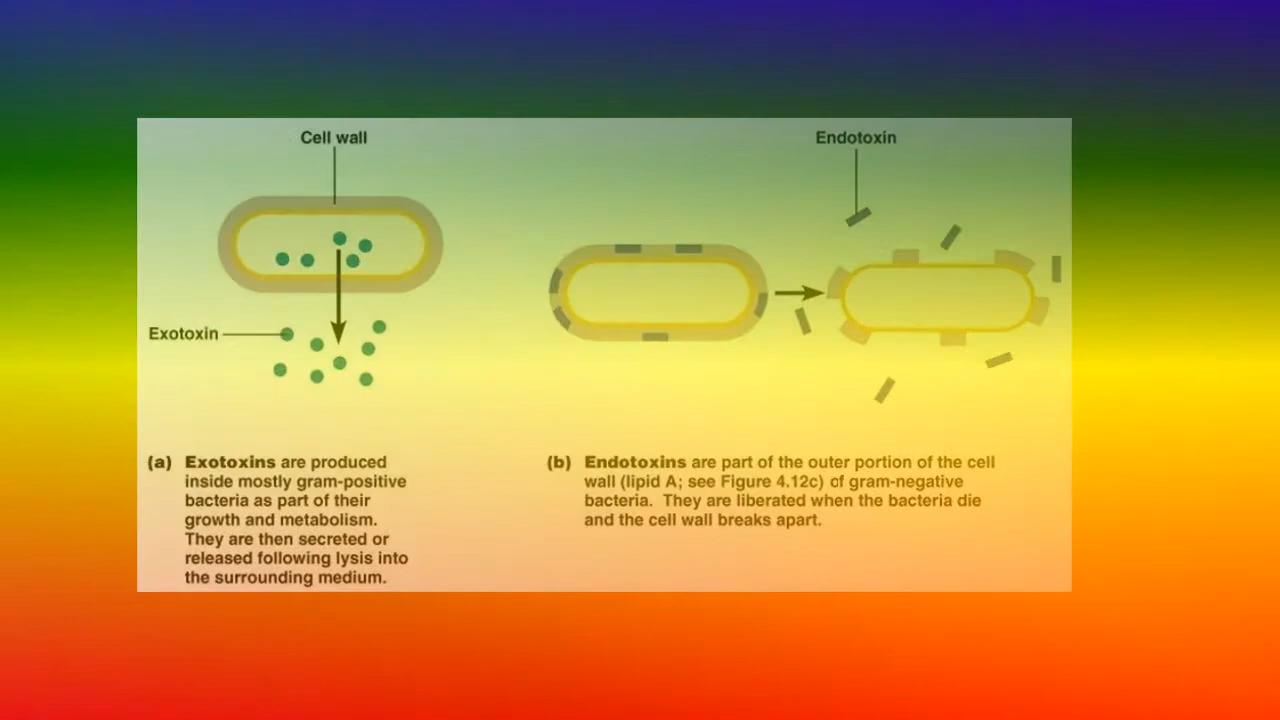 Cell wall
Exotoxin
(a) Exotoxins are produced
inside mostly gram-positive
bacteria as part of their
growth and metabolism.
They are then secreted or
released following lysis into
the surrounding medium.
Endotoxin
(b) Endotoxins are part of the outer portion of the cell
wall (lipid A; see Figure 4.12c) of gram-negative
bacteria. They are liberated when the bacteria die
and the cell wall breaks apart.